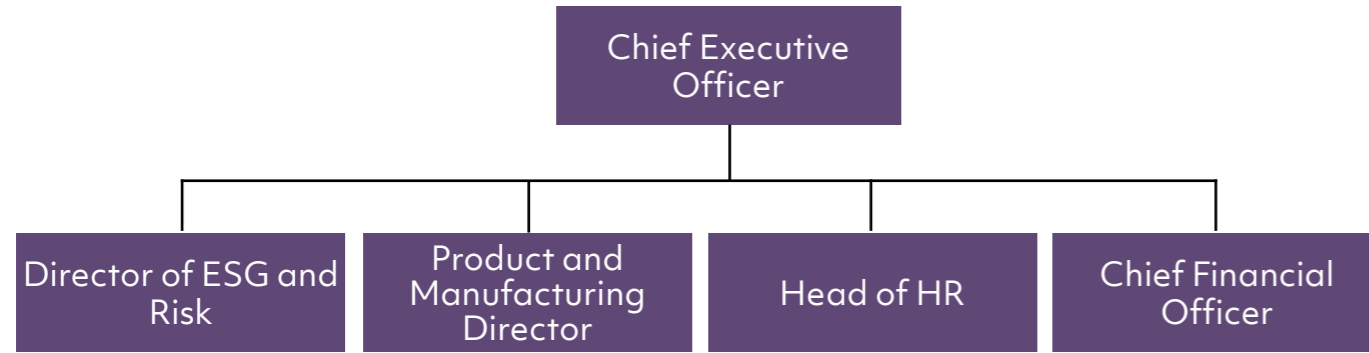 Chief Executive
Officer
Director of ESG and
Risk
Product and
Manufacturing
Director
Head of HR
Chief Financial
Officer